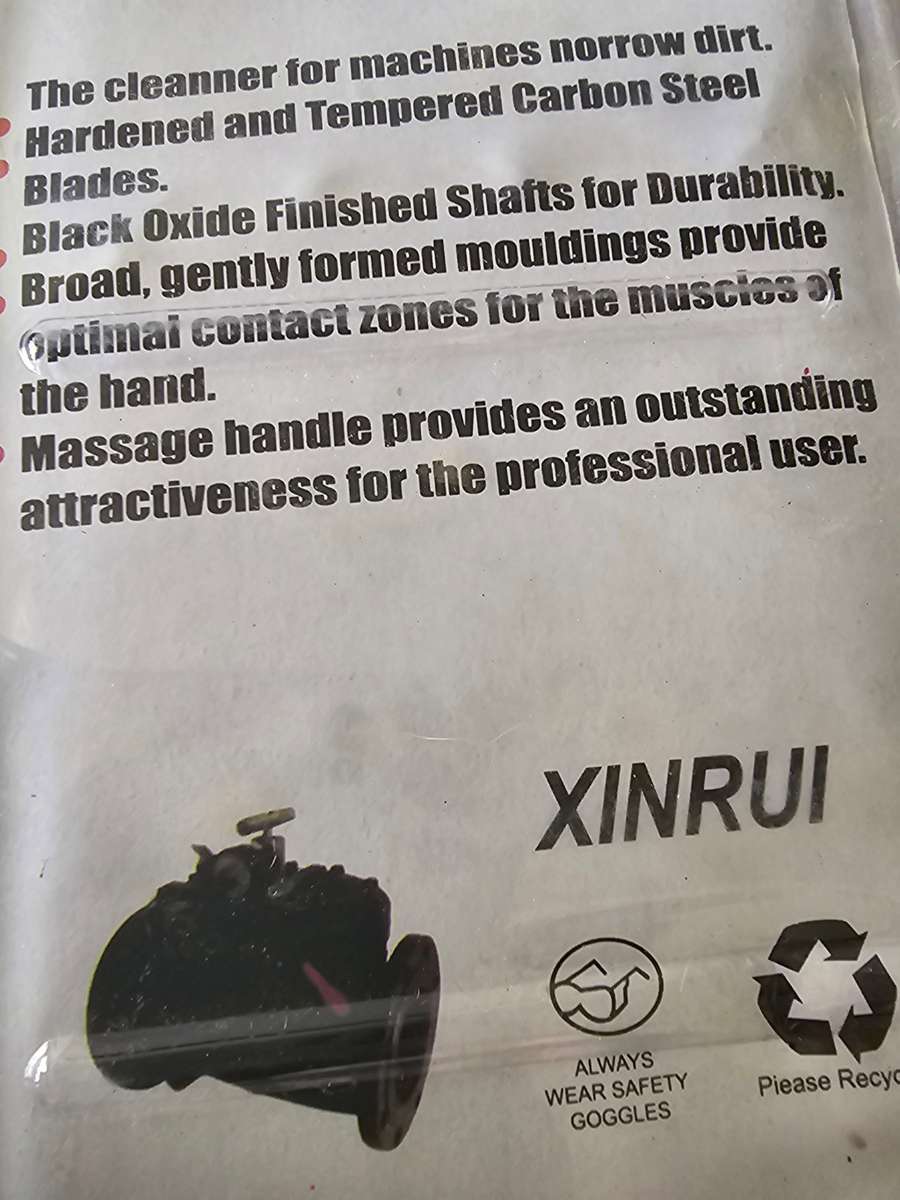 The cleanner for machines norrow dirt.
Hardened and Tempered Carbon Steel
Blades.
Black Oxide Finished Shafts for Durability.
Broad, gently formed mouldings provide
optimal contact zones for the muscles of
the hand.
Massage handle provides an outstanding
attractiveness for the professional user.
XINRUI
ALWAYS
WEAR SAFETY
GOGGLES
Piease